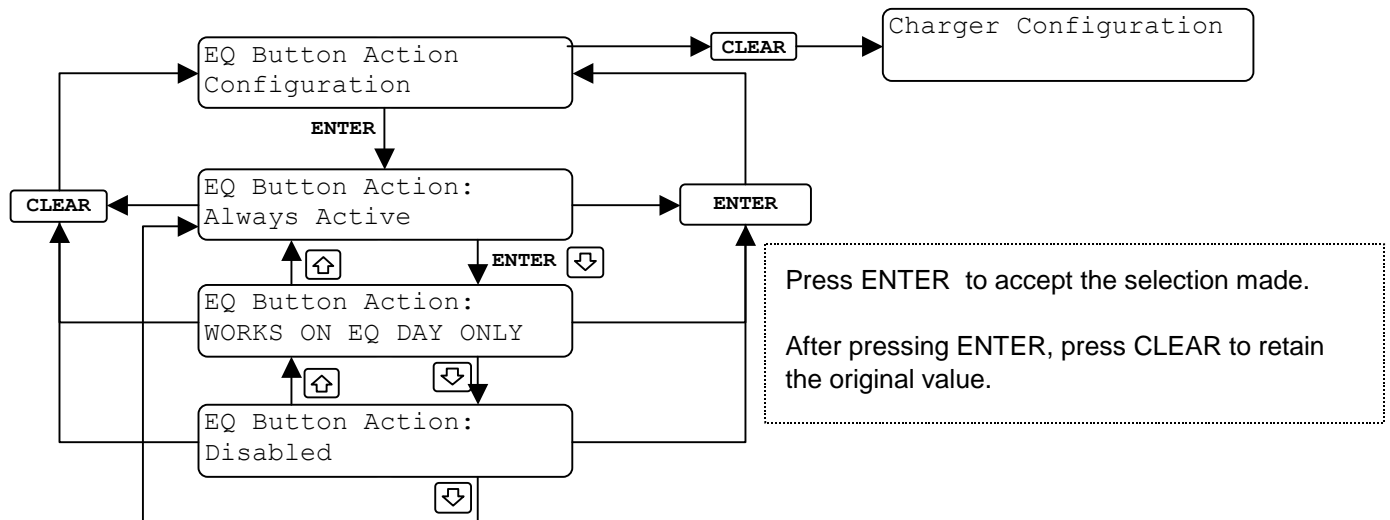 EQ Button Action
Configuration
CLEAR
Charger Configuration
ENTER
CLEAR
EQ Button Action:
Always Active
ENTER
ENTER
EQ Button Action:
WORKS ON EQ DAY ONLY
EQ Button Action:
Disabled
Press ENTER to accept the selection made.
After pressing ENTER, press CLEAR to retain
the original value.